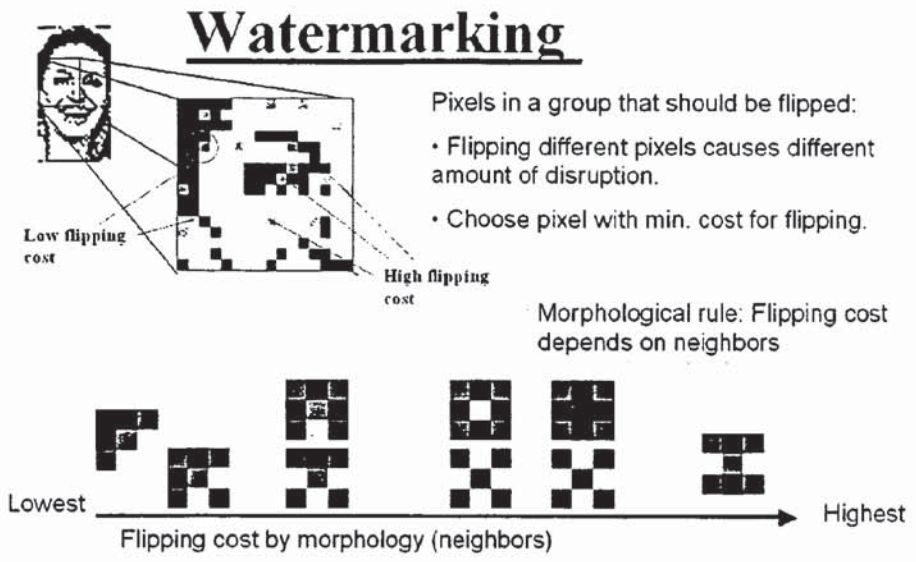 Watermarking
Pixels in a group that should be flipped:
• Flipping different pixels causes different
amount of disruption.
• Choose pixel with min. cost for flipping.
Low flipping
cost
High flipping
cost
Morphological rule: Flipping cost
depends on neighbors
Lowest
Highest
Flipping cost by morphology (neighbors)